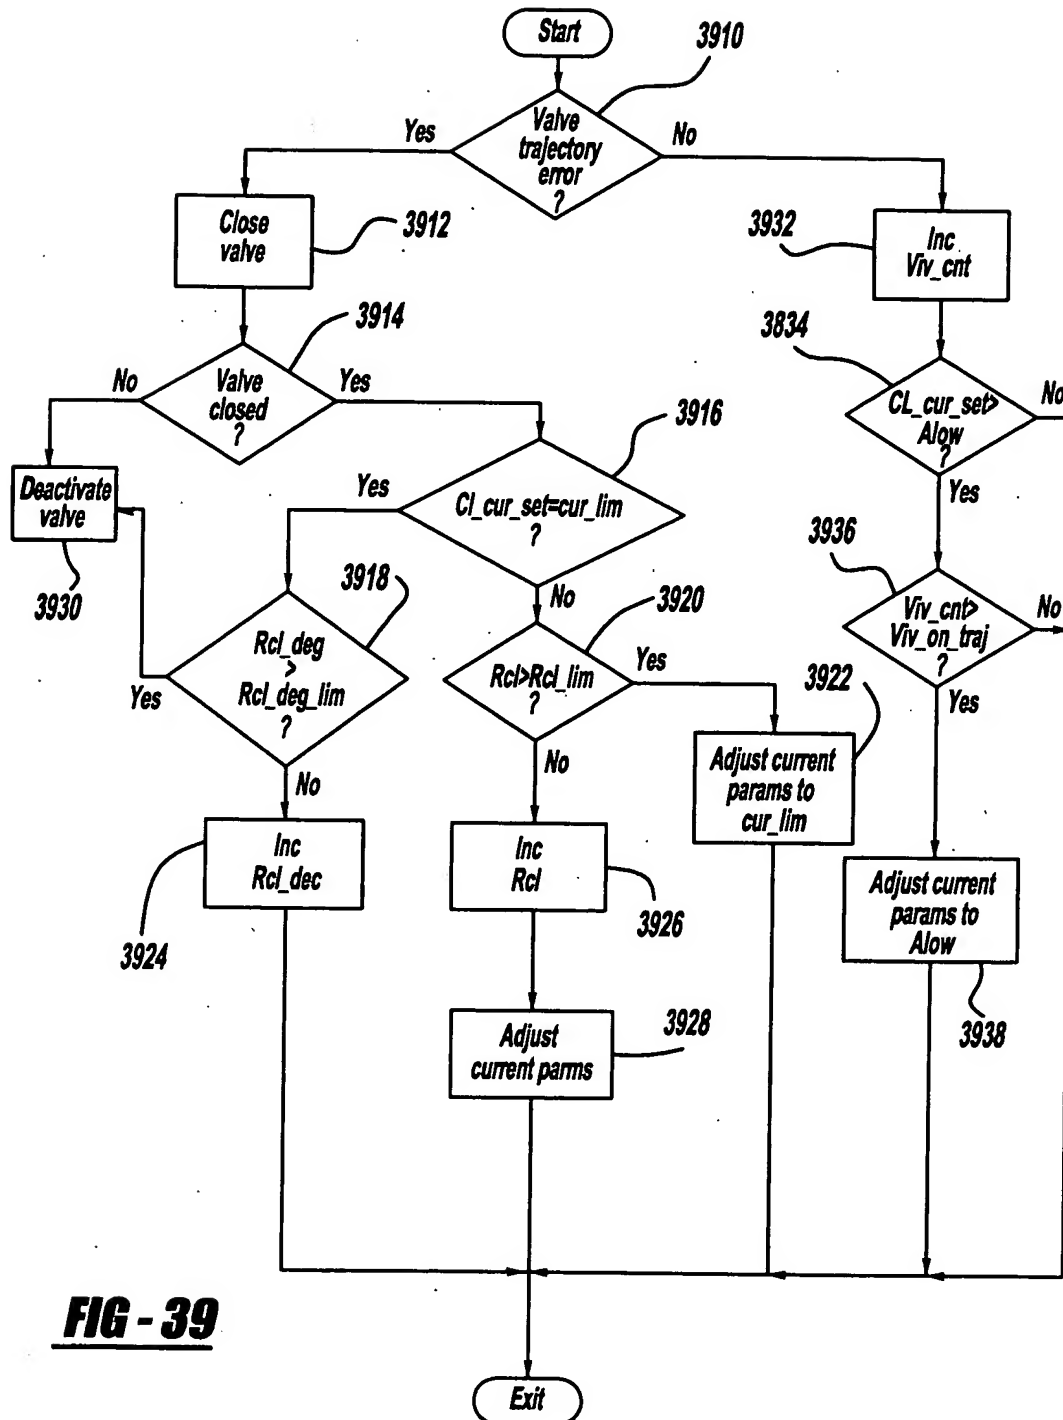 Start
3910
Valve
trajectory
error
?
Yes
No
Close
valve
3912
3932
Inc
Viv_cnt
3914
3834
Valve
closed
?
No
Yes
3916
CL_cur_set>
Alow
?
No
Yes
Deactivate
valve
3930
Yes
Cl_cur_set=cur_lim
?
No
3918
3920
3936
Rcl_deg
>
Rcl_deg_lim
?
Yes
No
Rcl>Rcl_lim
?
Yes
No
3922
Viv_cnt>
Viv_on_traj
?
No
Yes
Adjust current
params to
cur_lim
Inc
Rcl_dec
3924
Inc
Rcl
3926
Adjust current
params to
Alow
3938
Adjust
current parms
3928
FIG - 39
Exit